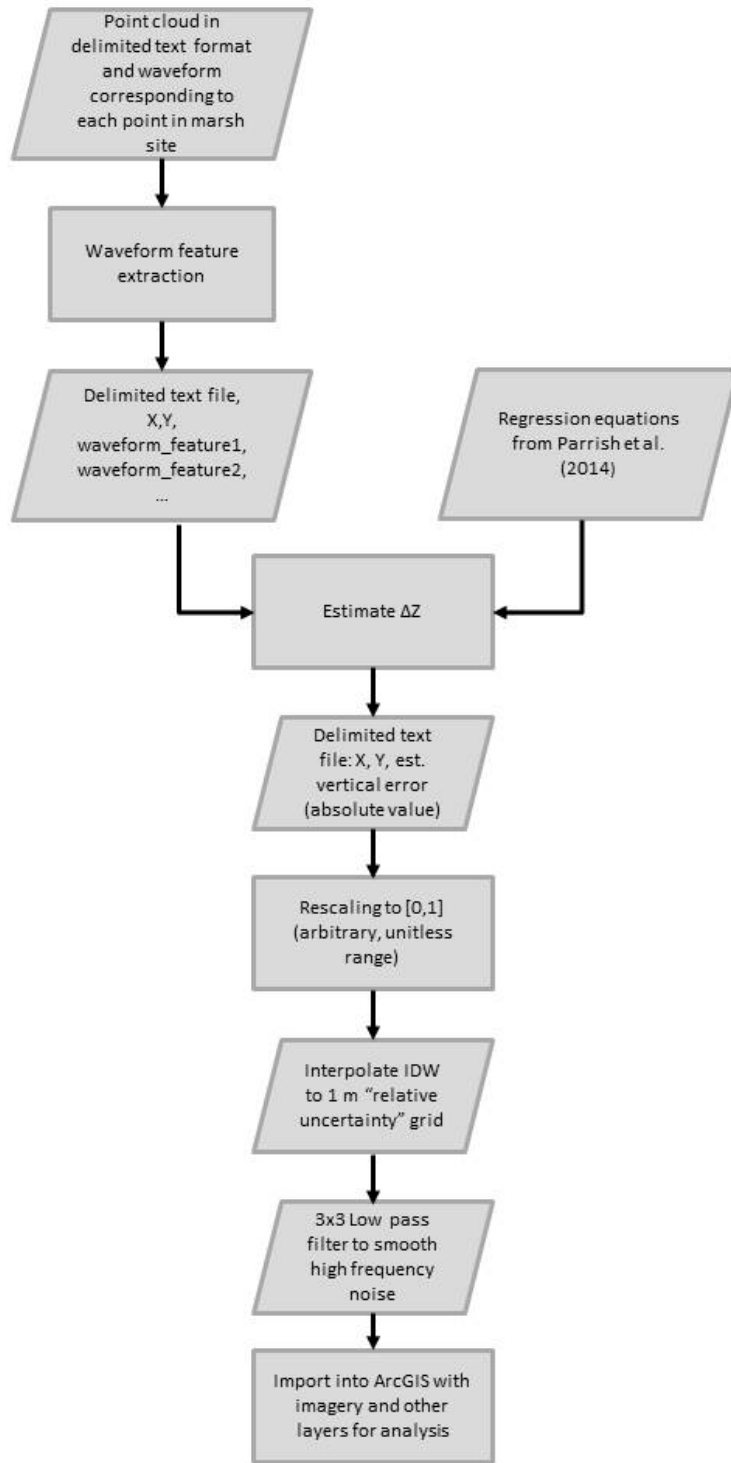 Point cloud in
delimited text format
and waveform
corresponding to
each point in marsh
site
Waveform feature
extraction
Delimited text file,
X,Y,
waveform_feature1,
waveform_feature2,
...
Regression equations
from Parrish et al.
(2014)
Estimate ΔZ
Delimited text
file: X, Y, est.
vertical error
(absolute value)
Rescaling to [0,1]
(arbitrary, unitless
range)
Interpolate IDW
to 1 m “relative
uncertainty” grid
3x3 Low pass
filter to smooth
high frequency
noise
Import into ArcGIS with
imagery and other
layers for analysis